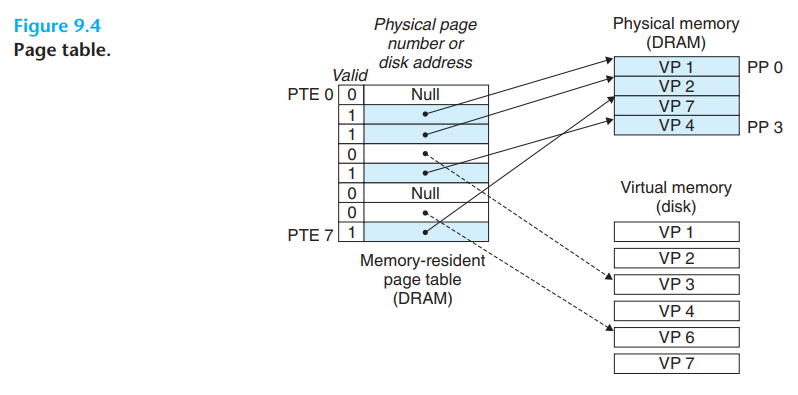 Figure 9.4
Page table.
Physical page
number or
disk address
Valid
PTE 0 0 Null
1
1
0
1
0 Null
0
PTE 7 1
Memory-resident
page table
(DRAM)
Physical memory
(DRAM)
VP 1 PP 0
VP 2
VP 7
VP 4 PP 3
Virtual memory
(disk)
VP 1
VP 2
VP 3
VP 4
VP 6
VP 7